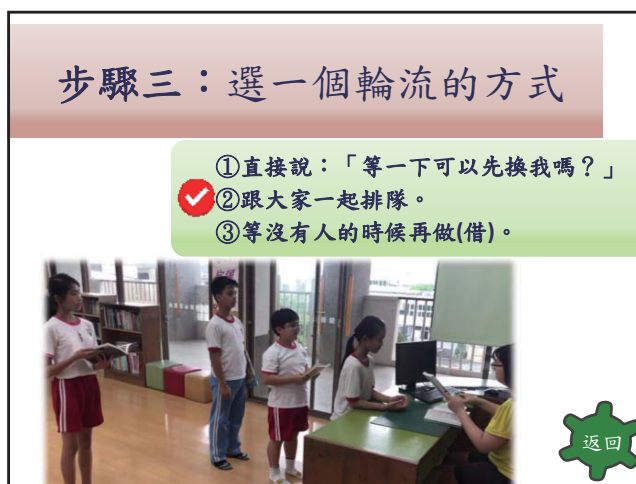 步驟三：選一個輪流的方式
①直接說：「等一下可以先換我嗎？」
②跟大家一起排隊。
③等沒有人的時候再做(借)。
返回